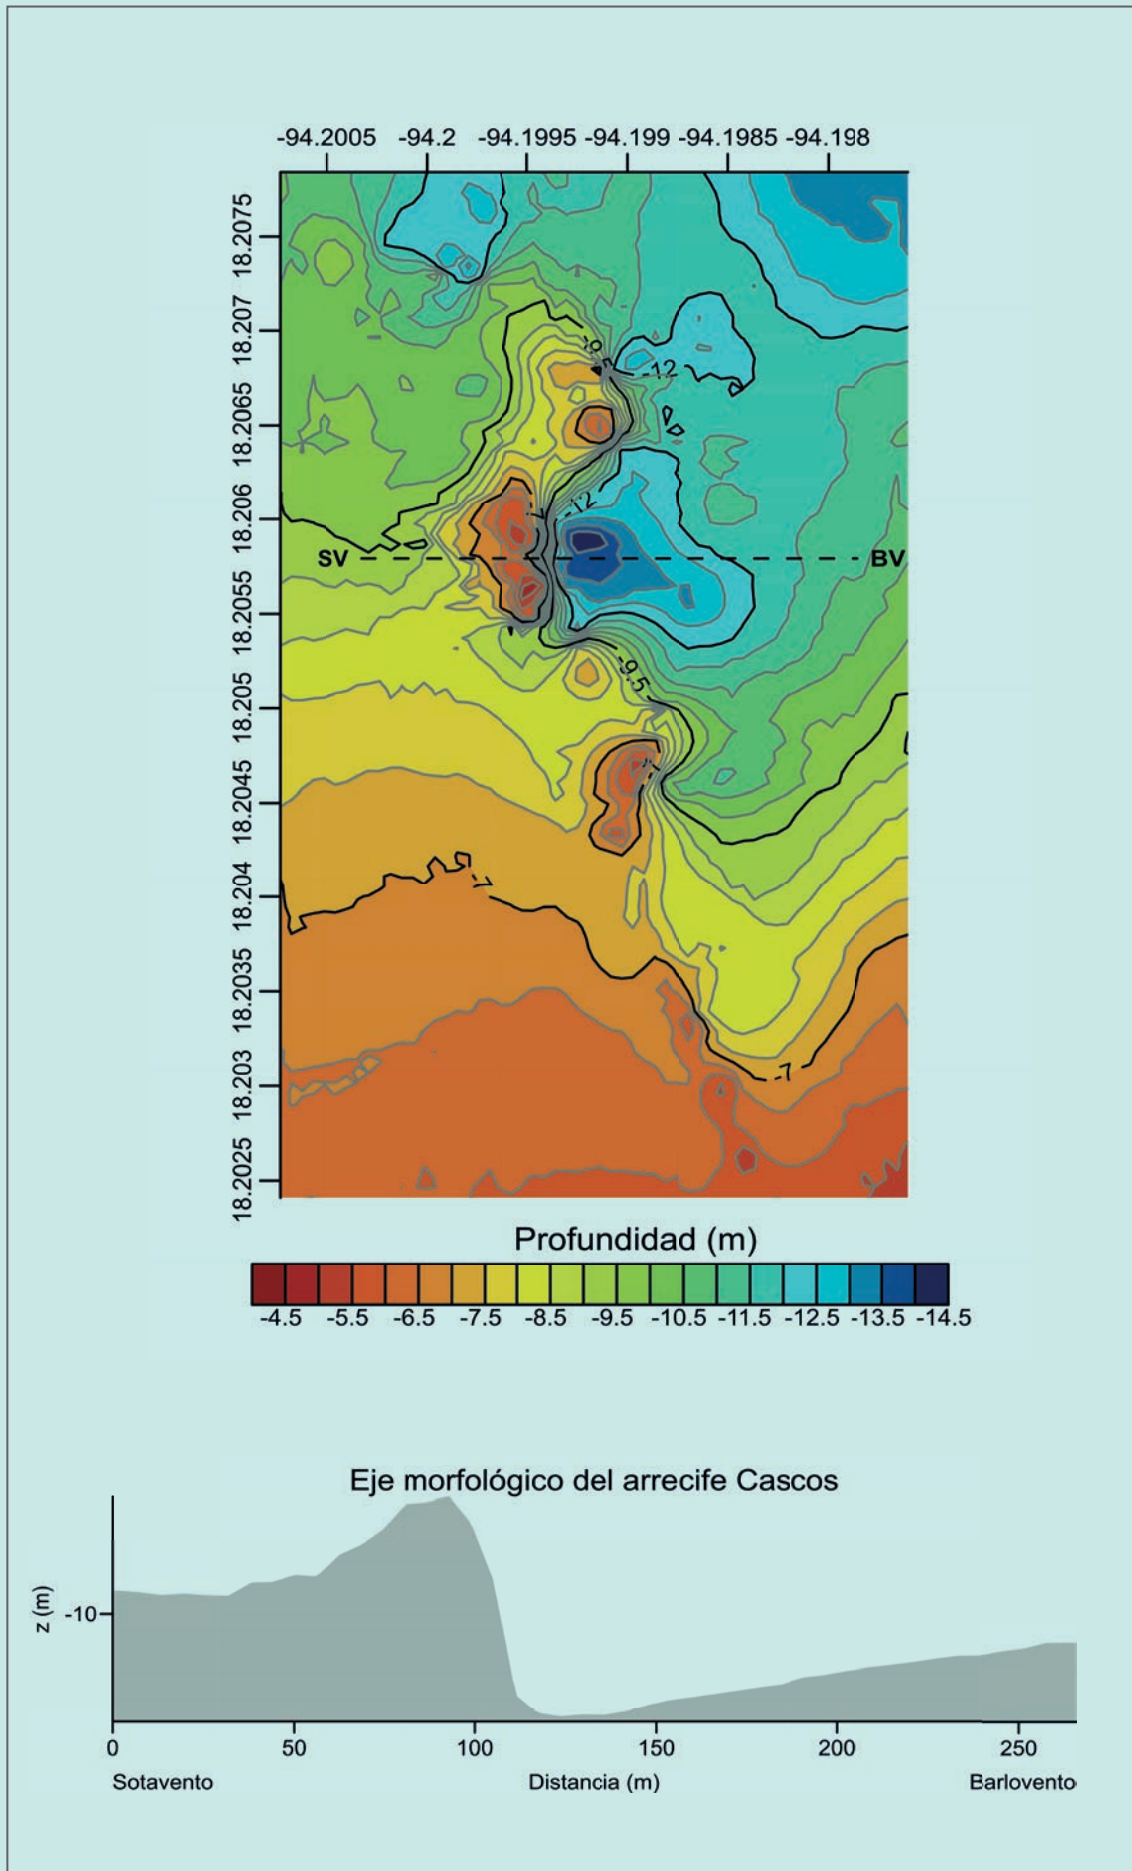 -94.2005 -94.2 -94.1995 -94.199 -94.1985 -94.198
18.2075
18.207
18.2065
18.206
18.2055
18.205
18.2045
18.204
18.2035
18.203
18.2025
-9.5
-12
-12
-7
SV
BV
-9.5
-7
-7
-7
Profundidad (m)
-4.5 -5.5 -6.5 -7.5 -8.5 -9.5 -10.5 -11.5 -12.5 -13.5 -14.5
Eje morfológico del arrecife Cascos
z (m)
-10
0 50 100 150 200 250
Sotavento Distancia (m) Barlovento